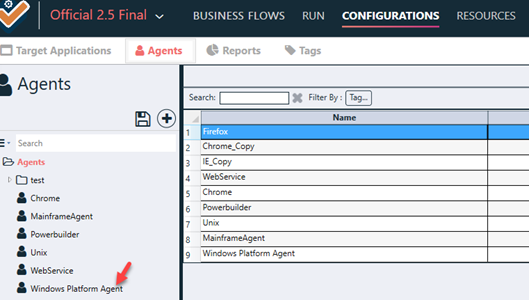 Official 2.5 Final BUSINESS FLOWS RUN CONFIGURATIONS RESOURCES
Target Applications Agents Reports Tags
Agents
Search
Agents
test
Chrome
MainframeAgent
Powerbuilder
Unix
WebService
Windows Platform Agent
Search: Filter By : Tag...
Name
1 Firefox
2 Chrome_Copy
3 IE_Copy
4 WebService
5 Chrome
6 Powerbuilder
7 Unix
8 MainframeAgent
9 Windows Platform Agent